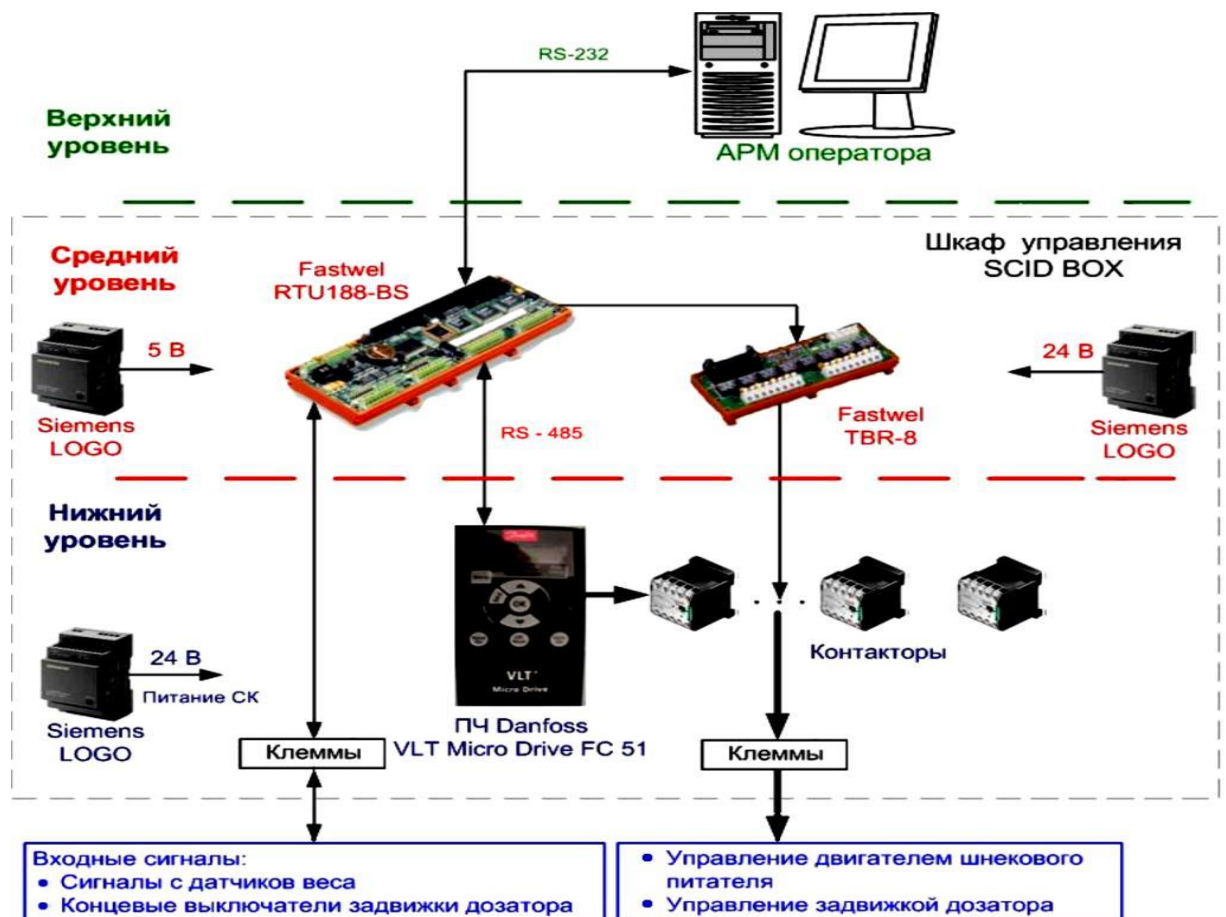 RS-232
Верхний
уровень
АРМ оператора
Средний
уровень
Fastwel
RTU188-BS
Шкаф управления
SCID BOX
5 В
24 В
Siemens
LOGO
RS - 485
Fastwel
TBR-8
Siemens
LOGO
Нижний
уровень
OK
VLT
Micro Drive
Контакторы
24 В
Питание СК
Siemens
LOGO
ПЧ Danfoss
VLT Micro Drive FC 51
Клеммы
Клеммы
Входные сигналы:
• Сигналы с датчиков веса
• Концевые выключатели задвижки дозатора
• Управление двигателем шнекового
питателя
• Управление задвижкой дозатора